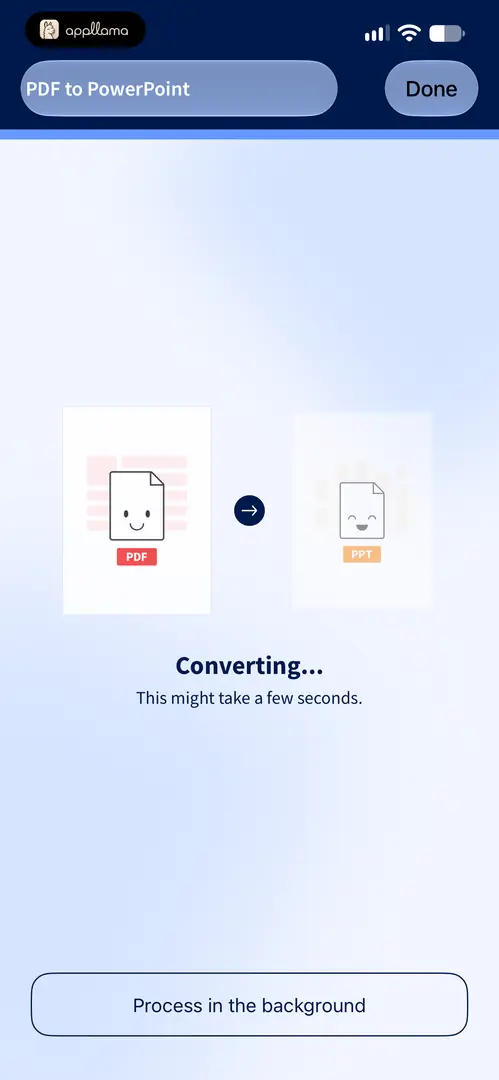 appllama
PDF to PowerPoint
Done
PDF
PPT
Converting...
This might take a few seconds.
Process in the background